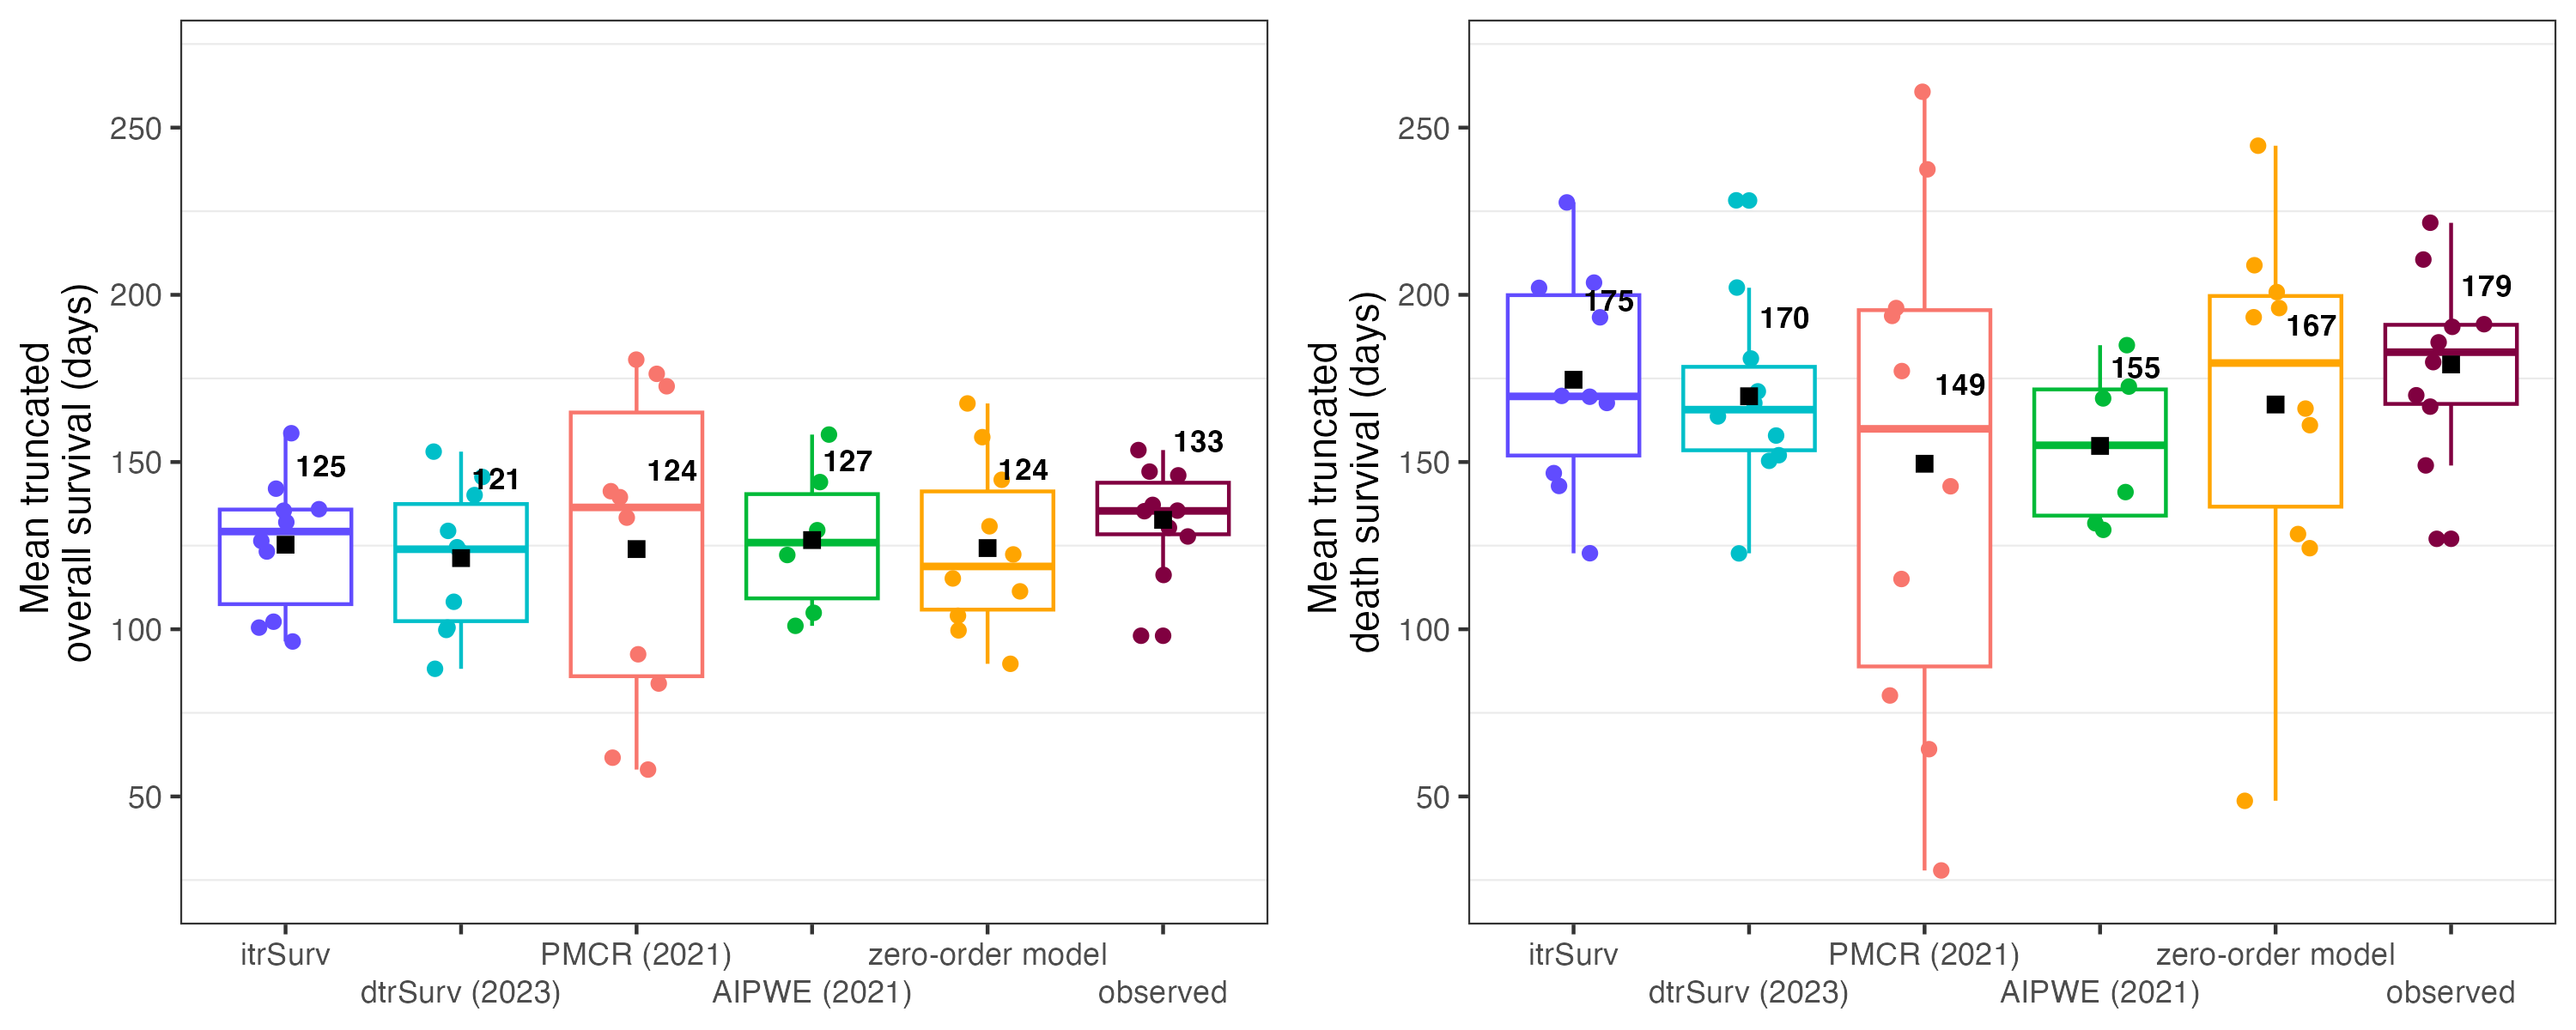 Mean truncated
overall survival (days)
250
200
150
100
50
125
121
124
127
124
133
itrSurv
PMCR (2021)
zero-order model
dtrSurv (2023)
AIPWE (2021)
observed
Mean truncated
death survival (days)
250
200
150
100
50
175
170
149
155
167
179
itrSurv
PMCR (2021)
zero-order model
dtrSurv (2023)
AIPWE (2021)
observed